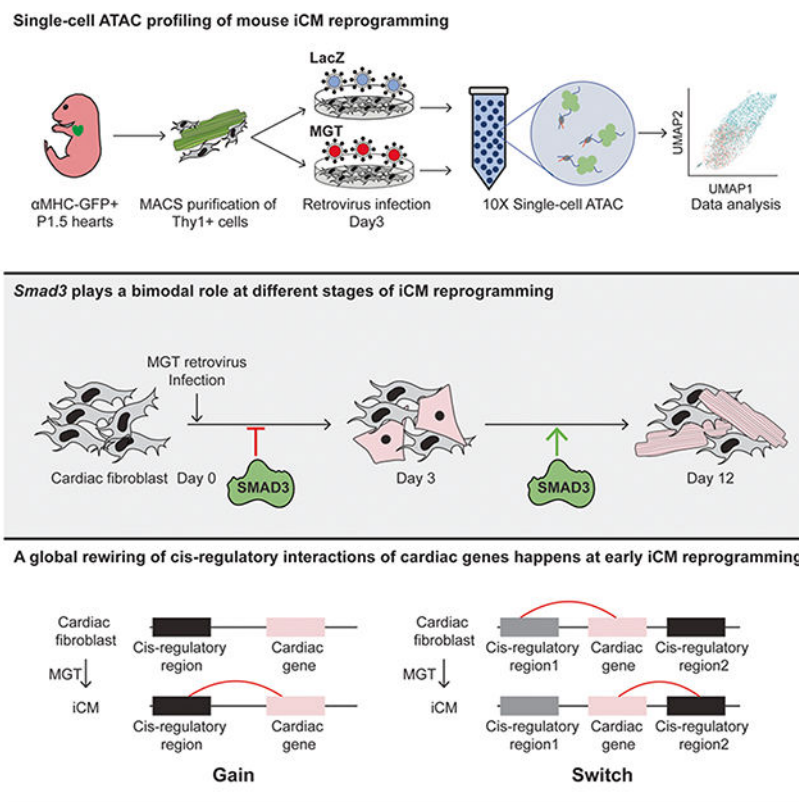 Single-cell ATAC profiling of mouse iCM reprogramming
LacZ
MGT
αMHC-GFP+
P1.5 hearts
MACS purification of
Thy1+ cells
Retrovirus infection
Day3
10X Single-cell ATAC
UMAP2
UMAP1
Data analysis
Smad3 plays a bimodal role at different stages of iCM reprogramming
MGT retrovirus
Infection
Cardiac fibroblast
Day 0
SMAD3
Day 3
SMAD3
Day 12
A global rewiring of cis-regulatory interactions of cardiac genes happens at early iCM reprogramming
Cardiac
fibroblast
Cis-regulatory
region
Cardiac
gene
MGT
iCM
Cis-regulatory
region
Cardiac
gene
Gain
Cardiac
fibroblast
Cis-regulatory
region1
Cardiac
gene
Cis-regulatory
region2
MGT
iCM
Cis-regulatory
region1
Cardiac
gene
Cis-regulatory
region2
Switch